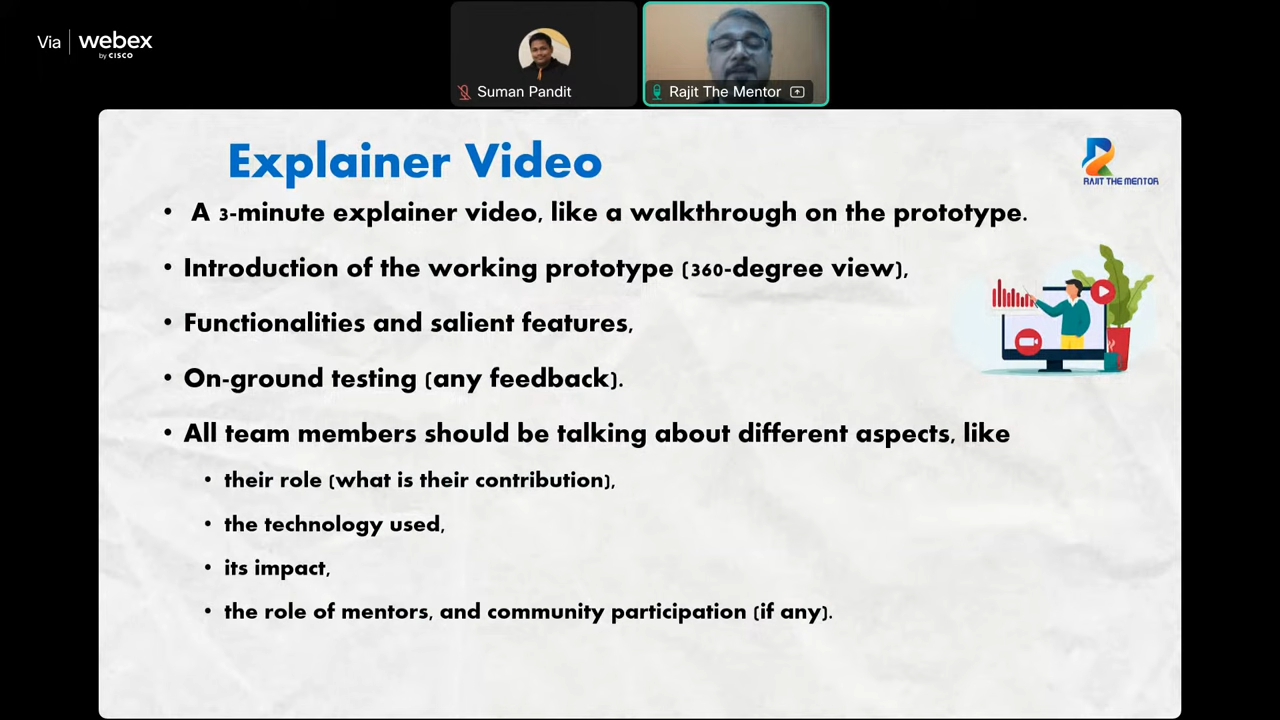 Via webex
by CISCO
Suman Pandit
Rajit The Mentor
Explainer Video
RAJIT THE MENTOR
• A 3-minute explainer video, like a walkthrough on the prototype.
• Introduction of the working prototype (360-degree view),
• Functionalities and salient features,
• On-ground testing (any feedback).
• All team members should be talking about different aspects, like
• their role (what is their contribution),
• the technology used,
• its impact,
• the role of mentors, and community participation (if any).